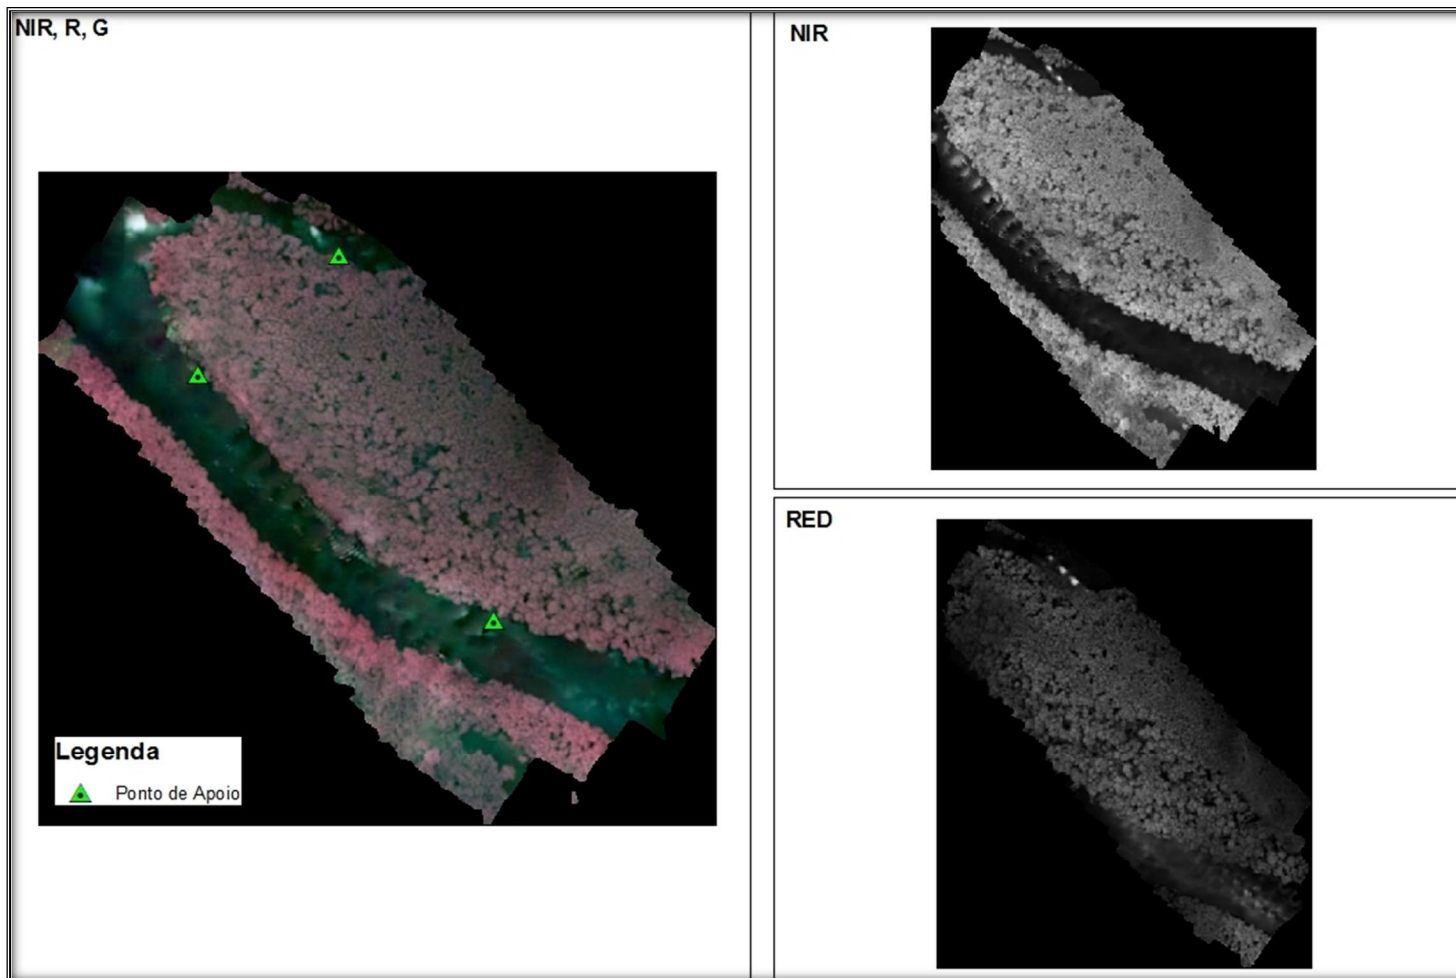 NIR, R, G
Legenda
Ponto de Apoio
NIR
RED